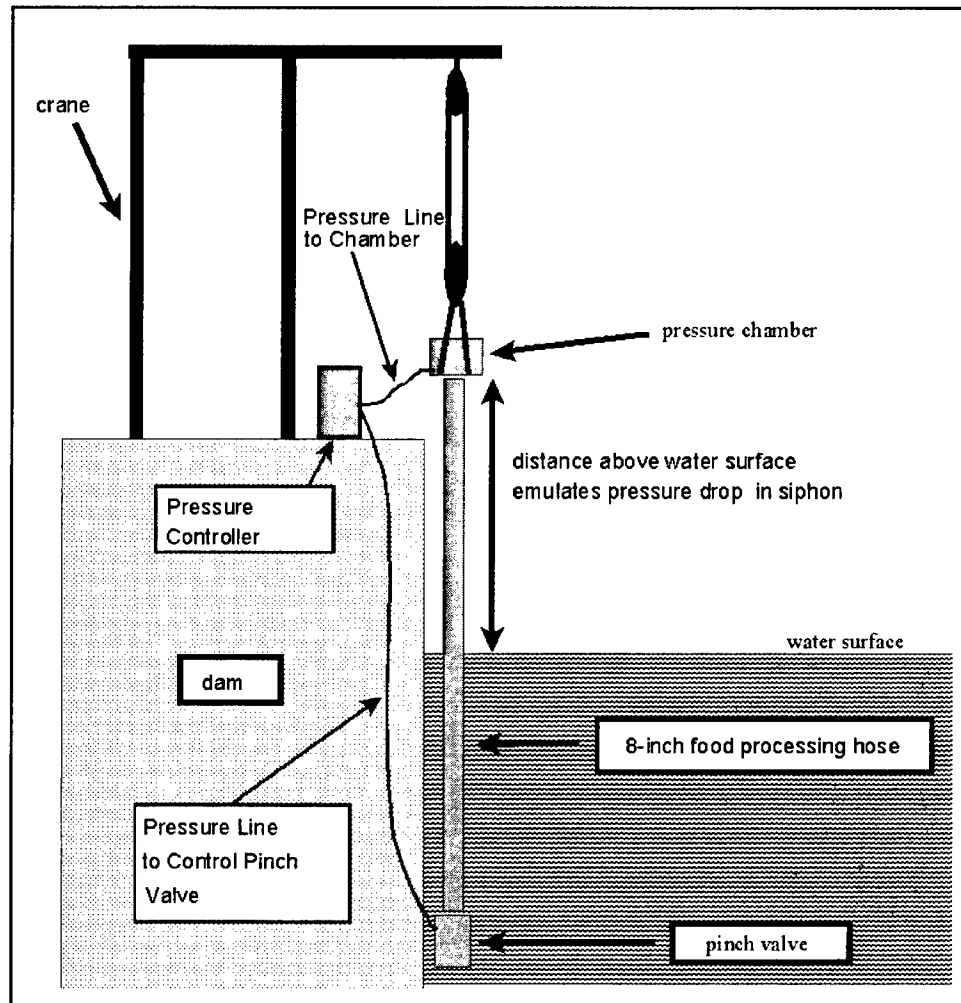 crane
Pressure Line
to Chamber
pressure chamber
distance above water surface
emulates pressure drop in siphon
Pressure
Controller
water surface
dam
8-inch food processing hose
Pressure Line
to Control Pinch
Valve
pinch valve